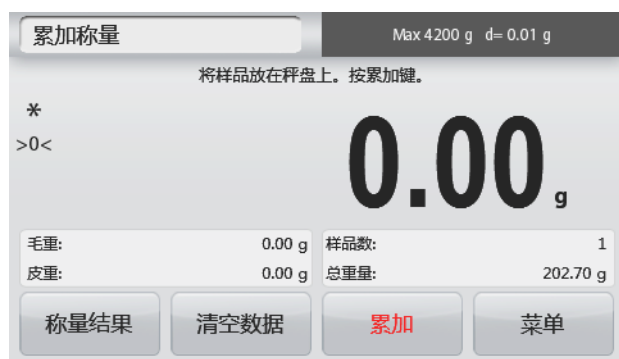 累加称量 Max 4200 g d= 0.01 g
将样品放在秤盘上。按累加键。
*
>0<
0.00 g
毛重: 0.00 g 样品数: 1
皮重: 0.00 g 总重量: 202.70 g
称量结果 清空数据 累加 菜单